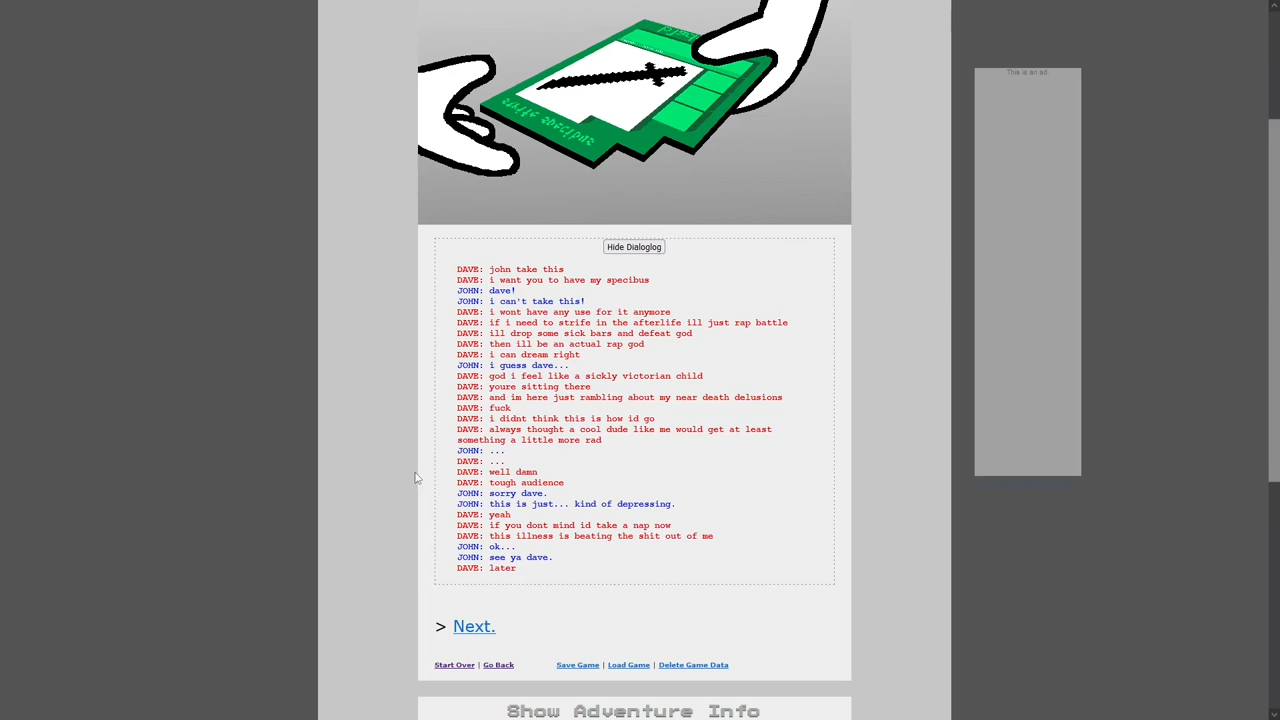 This is an ad.
Hide Dialoglog
DAVE: john take this
DAVE: i want you to have my specibus
JOHN: dave!
JOHN: i can't take this!
DAVE: i wont have any use for it anymore
DAVE: if i need to strife in the afterlife ill just rap battle
DAVE: ill drop some sick bars and defeat god
DAVE: then ill be an actual rap god
DAVE: i can dream right
JOHN: i guess dave...
DAVE: god i feel like a sickly victorian child
DAVE: youre sitting there
DAVE: and im here just rambling about my near death delusions
DAVE: fuck
DAVE: i didnt think this is how id go
DAVE: always thought a cool dude like me would get at least
something a little more rad
JOHN: ...
DAVE: ...
DAVE: well damn
DAVE: tough audience
JOHN: sorry dave.
JOHN: this is just... kind of depressing.
DAVE: yeah
DAVE: if you dont mind id take a nap now
DAVE: this illness is beating the shit out of me
JOHN: ok...
JOHN: see ya dave.
DAVE: later
> Next.
Start Over | Go Back Save Game | Load Game | Delete Game Data
Show Adventure Info